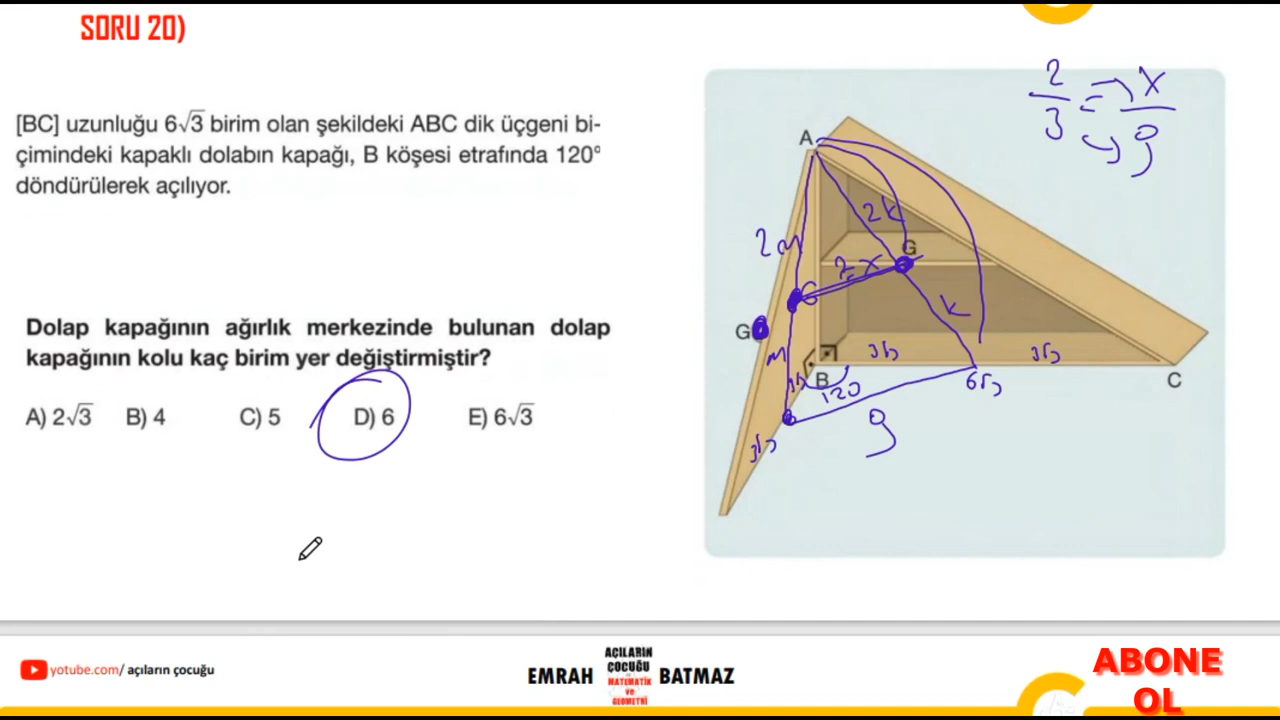 SORU 20)
[BC] uzunluğu 6√3 birim olan şekildeki ABC dik üçgeni bi-
çimindeki kapaklı dolabın kapağı, B köşesi etrafında 120°
döndürülerek açılıyor.
Dolap kapağının ağırlık merkezinde bulunan dolap
kapağının kolu kaç birim yer değiştirmiştir?
A) 2√3 B) 4 C) 5 D) 6 E) 6√3
2/3 = x/9
A
2k
G
2m
? x
G
k
G
m
B
3√3
3√3
C
120
6√3
9
3√3
yotube.com/ açıların çocuğu
EMRAH
AÇILARIN
ÇOCUĞU
MATEMATİK
ve
GEOMETRİ
BATMAZ
ABONE
OL